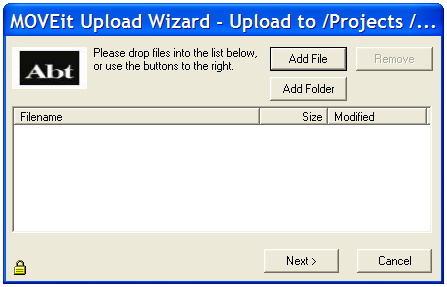 MOVEit Upload Wizard - Upload to /Projects /...
Abt
Please drop files into the list below,
or use the buttons to the right.
Add File
Remove
Add Folder
Filename
Size
Modified
Next >
Cancel